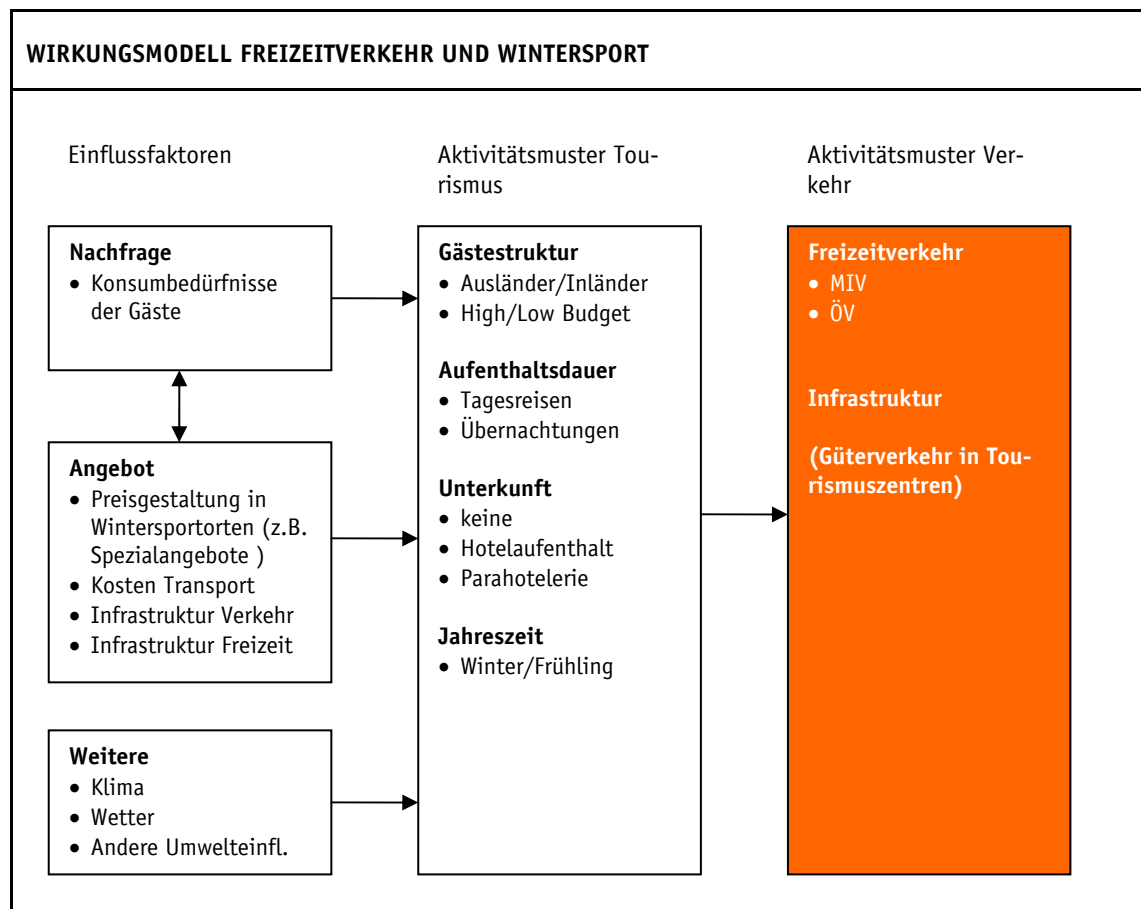 WIRKUNGSMODELL FREIZEITVERKEHR UND WINTERSPORT
Einflussfaktoren
Aktivitätsmuster Tou-
rismus
Aktivitätsmuster Ver-
kehr
Nachfrage
• Konsumbedürfnisse
der Gäste
Angebot
• Preisgestaltung in
Wintersportorten (z.B.
Spezialangebote )
• Kosten Transport
• Infrastruktur Verkehr
• Infrastruktur Freizeit
Weitere
• Klima
• Wetter
• Andere Umwelteinfl.
Gästestruktur
• Ausländer/Inländer
• High/Low Budget
Aufenthaltsdauer
• Tagesreisen
• Übernachtungen
Unterkunft
• keine
• Hotelaufenthalt
• Parahotelerie
Jahreszeit
• Winter/Frühling
Freizeitverkehr
• MIV
• ÖV
Infrastruktur
(Güterverkehr in Tou-
rismuszentren)